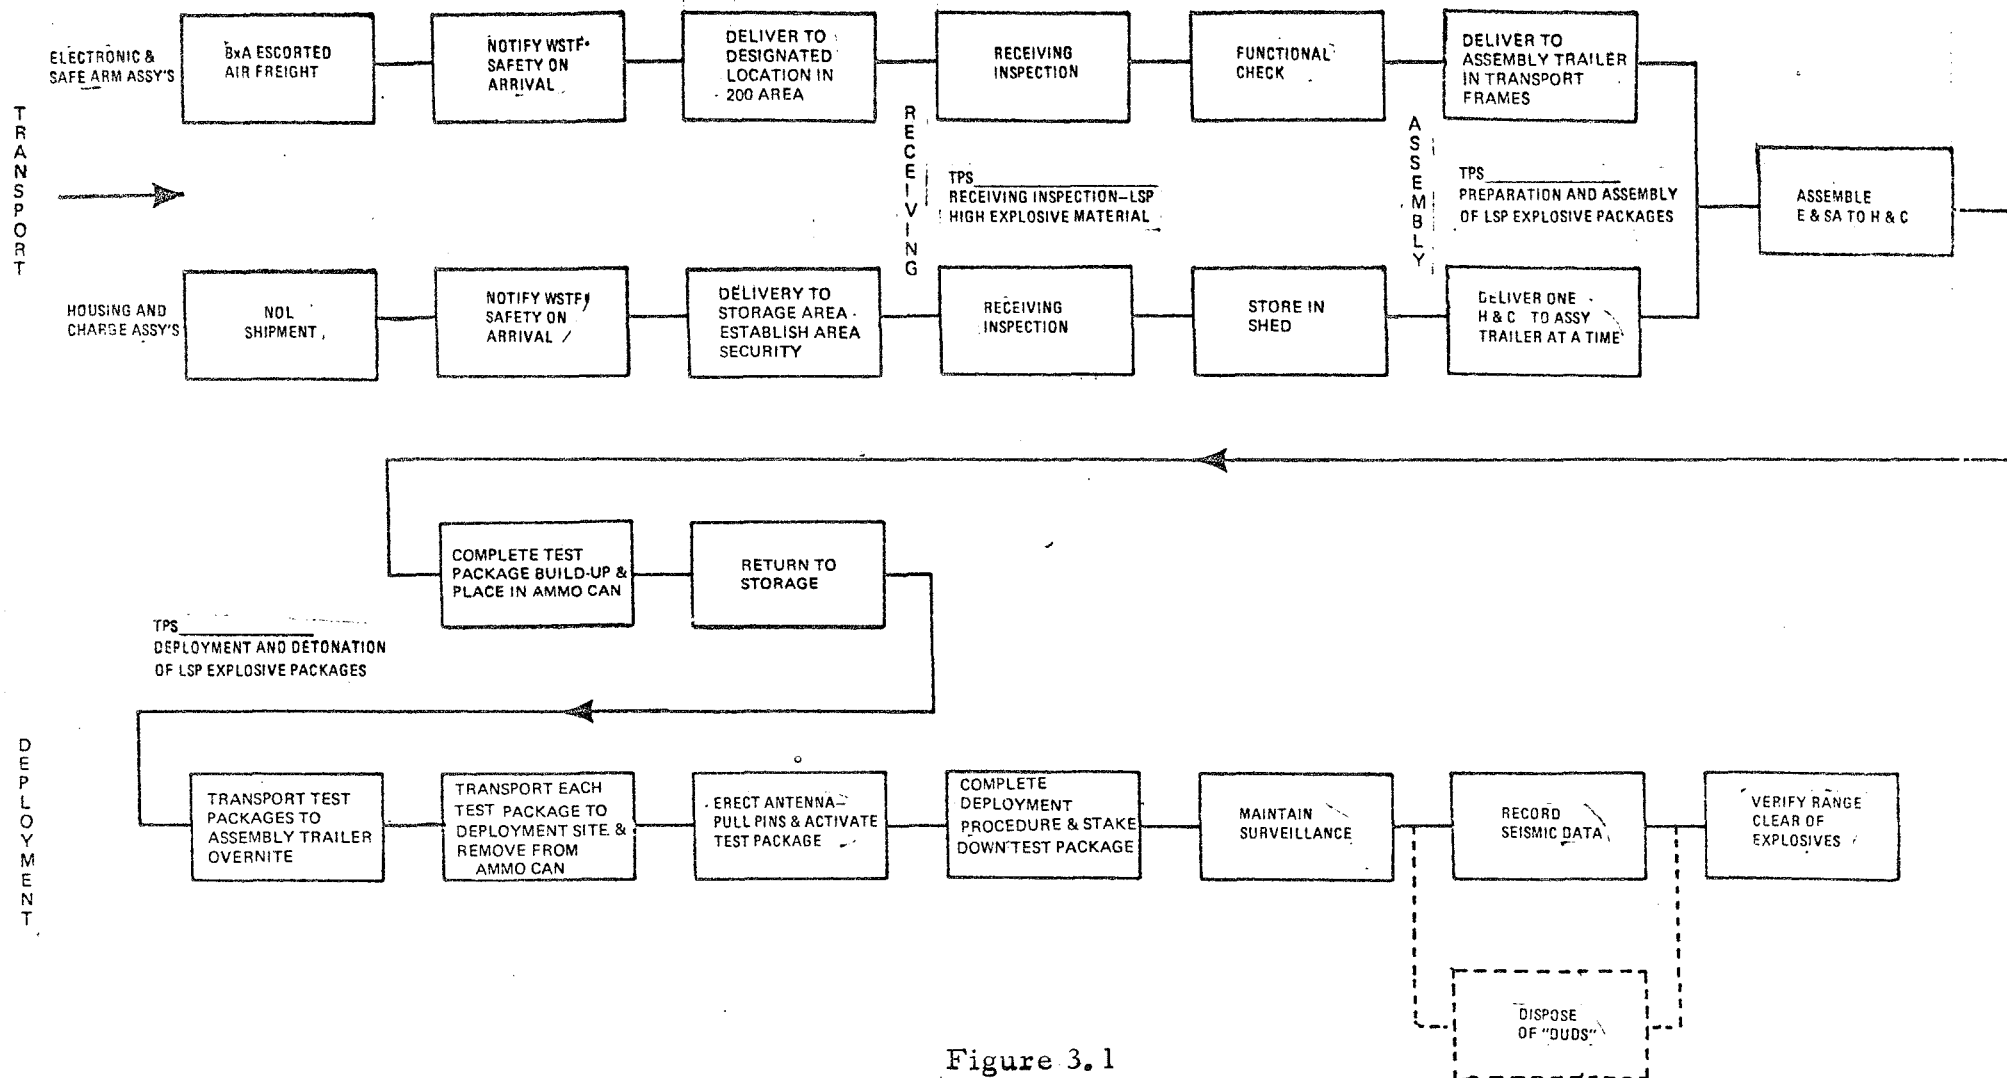 ELECTRONIC &
SAFE ARM ASSY'S
BxA ESCORTED
AIR FREIGHT
NOTIFY WSTF
SAFETY ON
ARRIVAL
DELIVER TO
DESIGNATED
LOCATION IN
200 AREA
RECEIVING
INSPECTION
FUNCTIONAL
CHECK
DELIVER TO
ASSEMBLY TRAILER
IN TRANSPORT
FRAMES
TRANSPORT
RECEIVING
TPS
RECEIVING INSPECTION–LSP
HIGH EXPLOSIVE MATERIAL
ASSEMBLY
TPS
PREPARATION AND ASSEMBLY
OF LSP EXPLOSIVE PACKAGES
ASSEMBLE
E & SA TO H & C
HOUSING AND
CHARGE ASSY'S
NOL
SHIPMENT
NOTIFY WSTF
SAFETY ON
ARRIVAL
DELIVERY TO
STORAGE AREA
ESTABLISH AREA
SECURITY
RECEIVING
INSPECTION
STORE IN
SHED
DELIVER ONE
H & C TO ASSY
TRAILER AT A TIME
COMPLETE TEST
PACKAGE BUILD-UP &
PLACE IN AMMO CAN
RETURN TO
STORAGE
TPS
DEPLOYMENT AND DETONATION
OF LSP EXPLOSIVE PACKAGES
DEPLOYMENT
TRANSPORT TEST
PACKAGES TO
ASSEMBLY TRAILER
OVERNITE
TRANSPORT EACH
TEST PACKAGE TO
DEPLOYMENT SITE &
REMOVE FROM
AMMO CAN
ERECT ANTENNA–
PULL PINS & ACTIVATE
TEST PACKAGE
COMPLETE
DEPLOYMENT
PROCEDURE & STAKE
DOWN TEST PACKAGE
MAINTAIN
SURVEILLANCE
RECORD
SEISMIC DATA
VERIFY RANGE
CLEAR OF
EXPLOSIVES
DISPOSE
OF "DUDS"
Figure 3.1